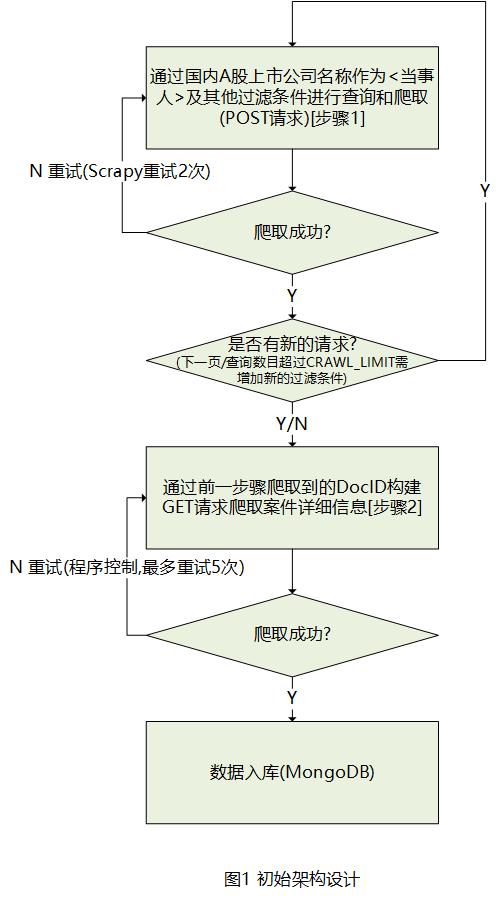 通过国内A股上市公司名称作为<当事
人>及其他过滤条件进行查询和爬取
(POST请求)[步骤1]
N 重试(Scrapy重试2次)
Y
爬取成功?
Y
是否有新的请求?
(下一页/查询数目超过CRAWL_LIMIT需
增加新的过滤条件)
Y/N
通过前一步骤爬取到的DocID构建
GET请求爬取案件详细信息[步骤2]
N 重试(程序控制,最多重试5次)
爬取成功?
Y
数据入库(MongoDB)
图1 初始架构设计